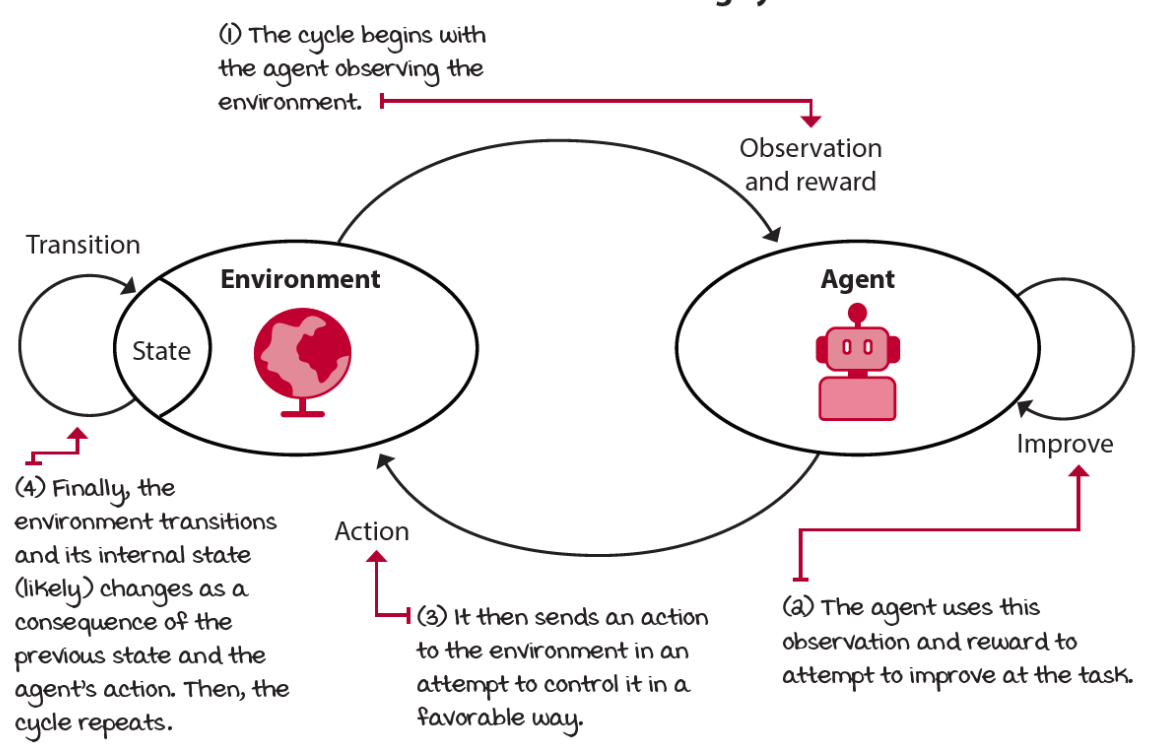 (1) The cycle begins with
the agent observing the
environment.
Observation
and reward
Transition
Environment
Agent
State
Improve
Action
(4) Finally, the
environment transitions
and its internal state
(likely) changes as a
consequence of the
previous state and the
agent's action. Then, the
cycle repeats.
(3) It then sends an action
to the environment in an
attempt to control it in a
favorable way.
(2) The agent uses this
observation and reward to
attempt to improve at the task.